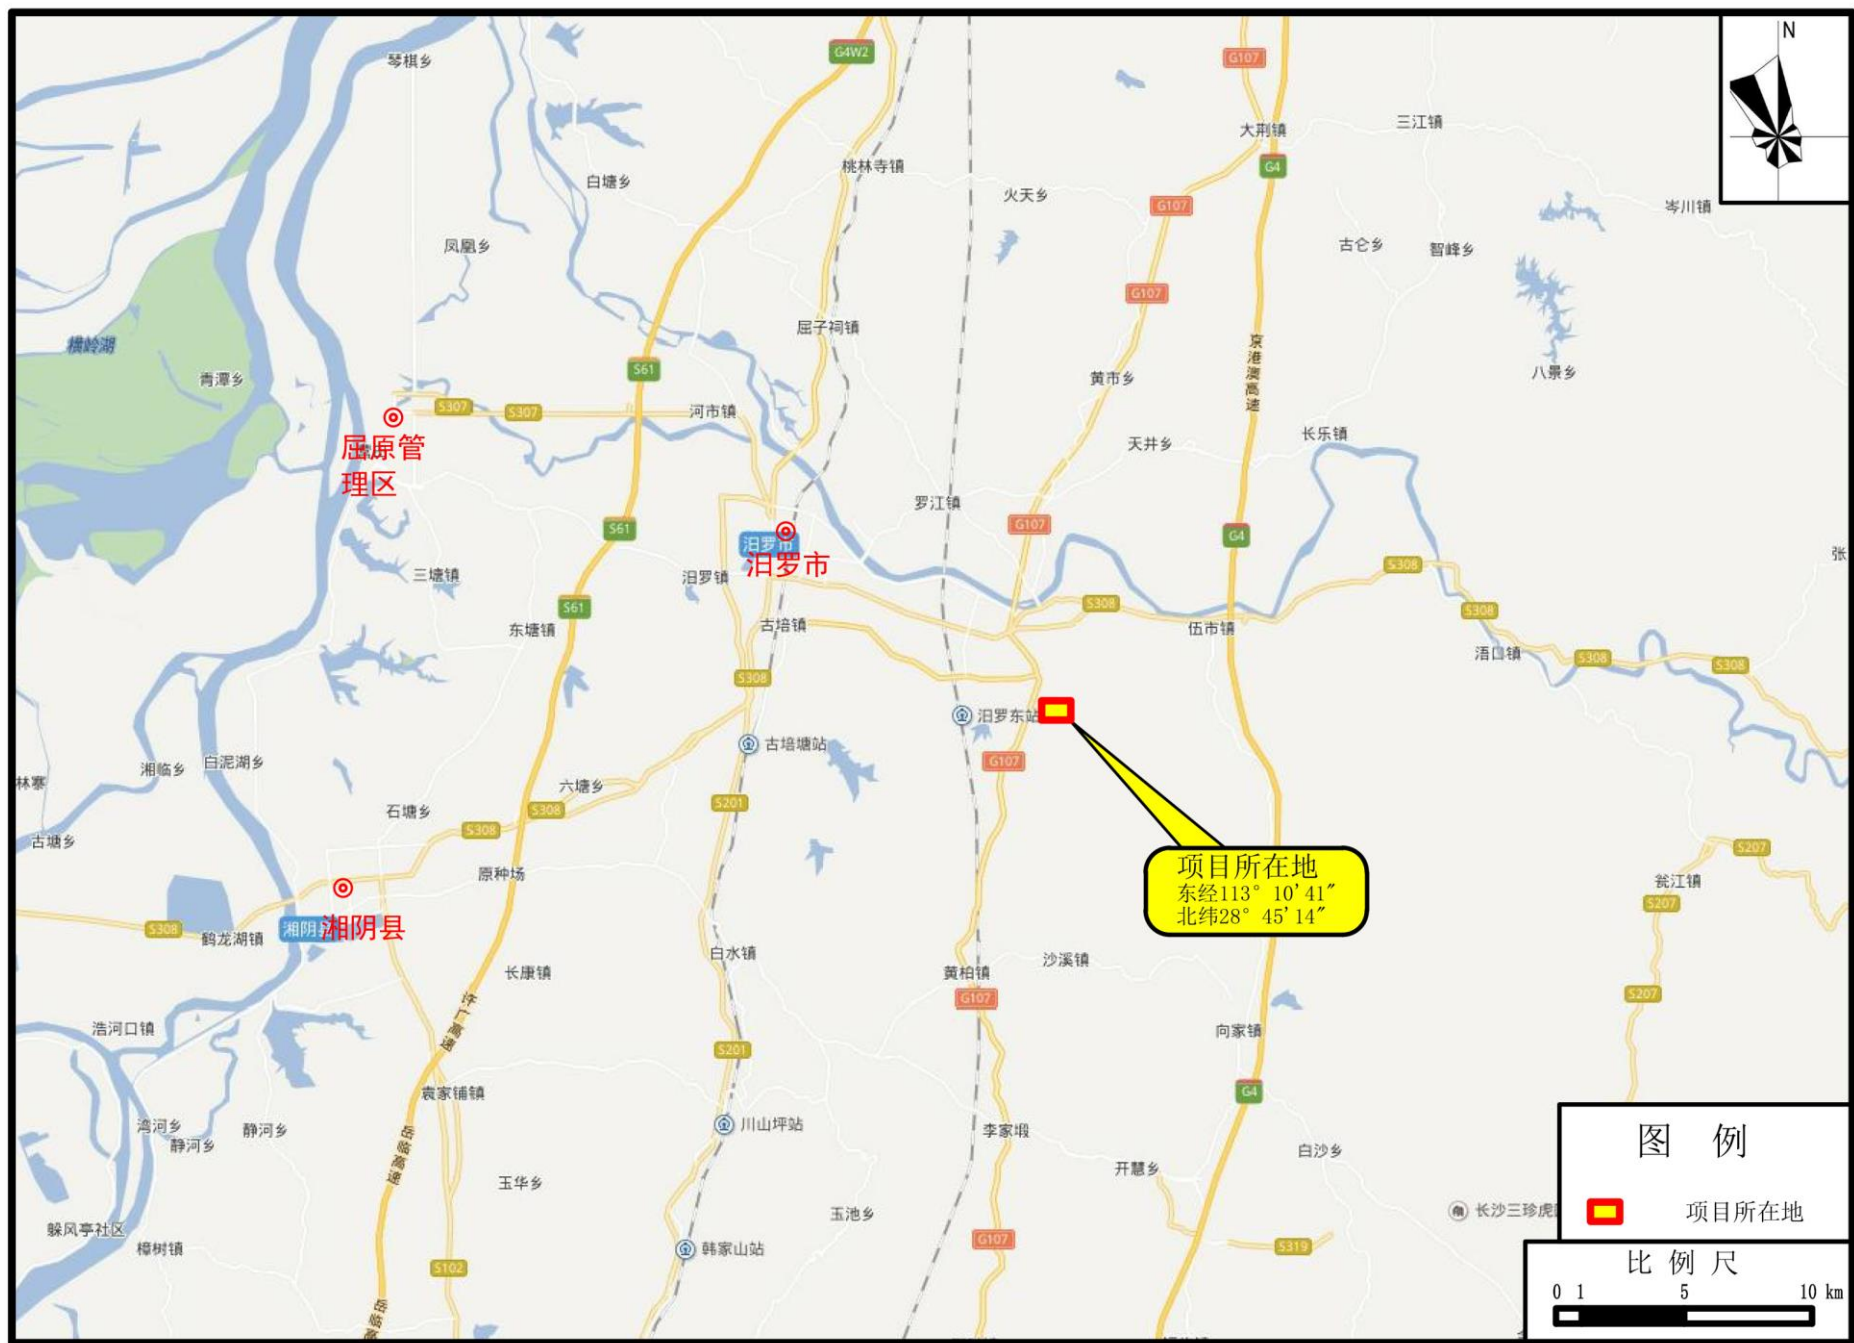 N
琴棋乡
G4W2
G107
大荆镇
三江镇
G4
桃林寺镇
白塘乡
火天乡
G107
岑川镇
凤凰乡
古仑乡
智峰乡
G107
屈子祠镇
横岭湖
京港澳高速
S61
青潭乡
黄市乡
八景乡
S307
S307
河市镇
屈原管
理区
天井乡
长乐镇
罗江镇
S61
G107
G4
汨罗市
汨罗市
张
汨罗镇
三塘镇
S308
S61
S308
S308
东塘镇
古培镇
伍市镇
浯口镇
S308
S308
S308
汨罗东站
古培塘站
G107
湘临乡
白泥湖乡
林寨
六塘乡
S201
石塘乡
S308
S308
古塘乡
S207
原种场
项目所在地
东经113° 10′41″
北纬28° 45′14″
瓮江镇
S207
S308
鹤龙湖镇
湘阴县
湘阴县
白水镇
沙溪镇
长康镇
黄柏镇
G107
S207
许广高速
浩河口镇
向家镇
S201
袁家铺镇
G4
湾河乡
静河乡
静河乡
川山坪站
李家塅
岳临高速
开慧乡
白沙乡
玉华乡
玉池乡
长沙三珍虎
躲风亭社区
樟树镇
韩家山站
G107
S319
S102
岳临高
图 例
项目所在地
比 例 尺
0 1 5 10 km